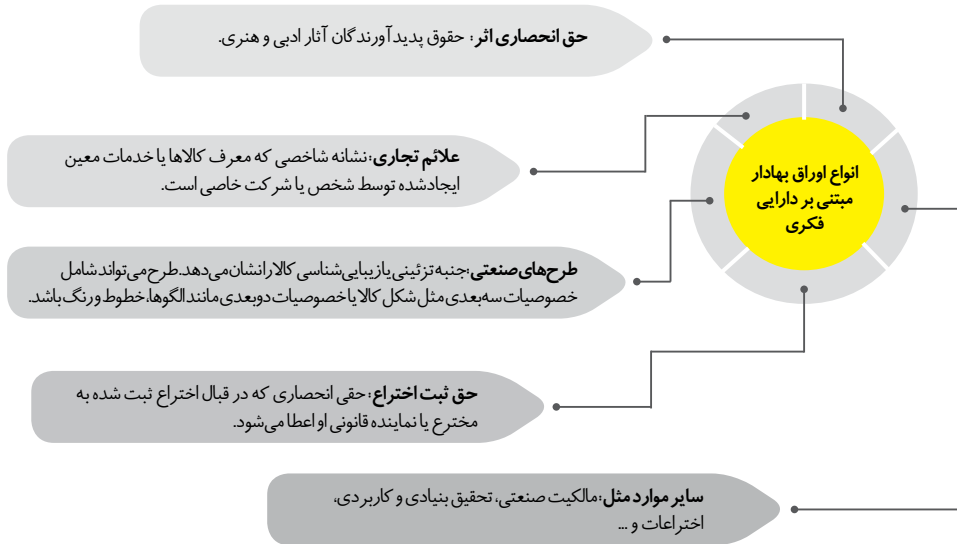 انواع اوراق بهادار
مبتنی بر دارایی
فکری
حق انحصاری اثر: حقوق پدیدآورندگان آثار ادبی و هنری.
علائم تجاری: نشانه شاخصی که معرف کالاها یا خدمات معین
ایجادشده توسط شخص یا شرکت خاصی است.
طرح‌های صنعتی: جنبه تزئینی یا زیبایی‌شناسی کالا را نشان می‌دهد. طرح می‌تواند شامل
خصوصیات سه‌بعدی مثل شکل کالا یا خصوصیات دوبعدی مانند الگوها، خطوط و رنگ باشد.
حق ثبت اختراع: حقی انحصاری که در قبال اختراع ثبت شده به
مخترع یا نماینده قانونی او اعطا می‌شود.
سایر موارد مثل: مالکیت صنعتی، تحقیق بنیادی و کاربردی،
اختراعات و ...